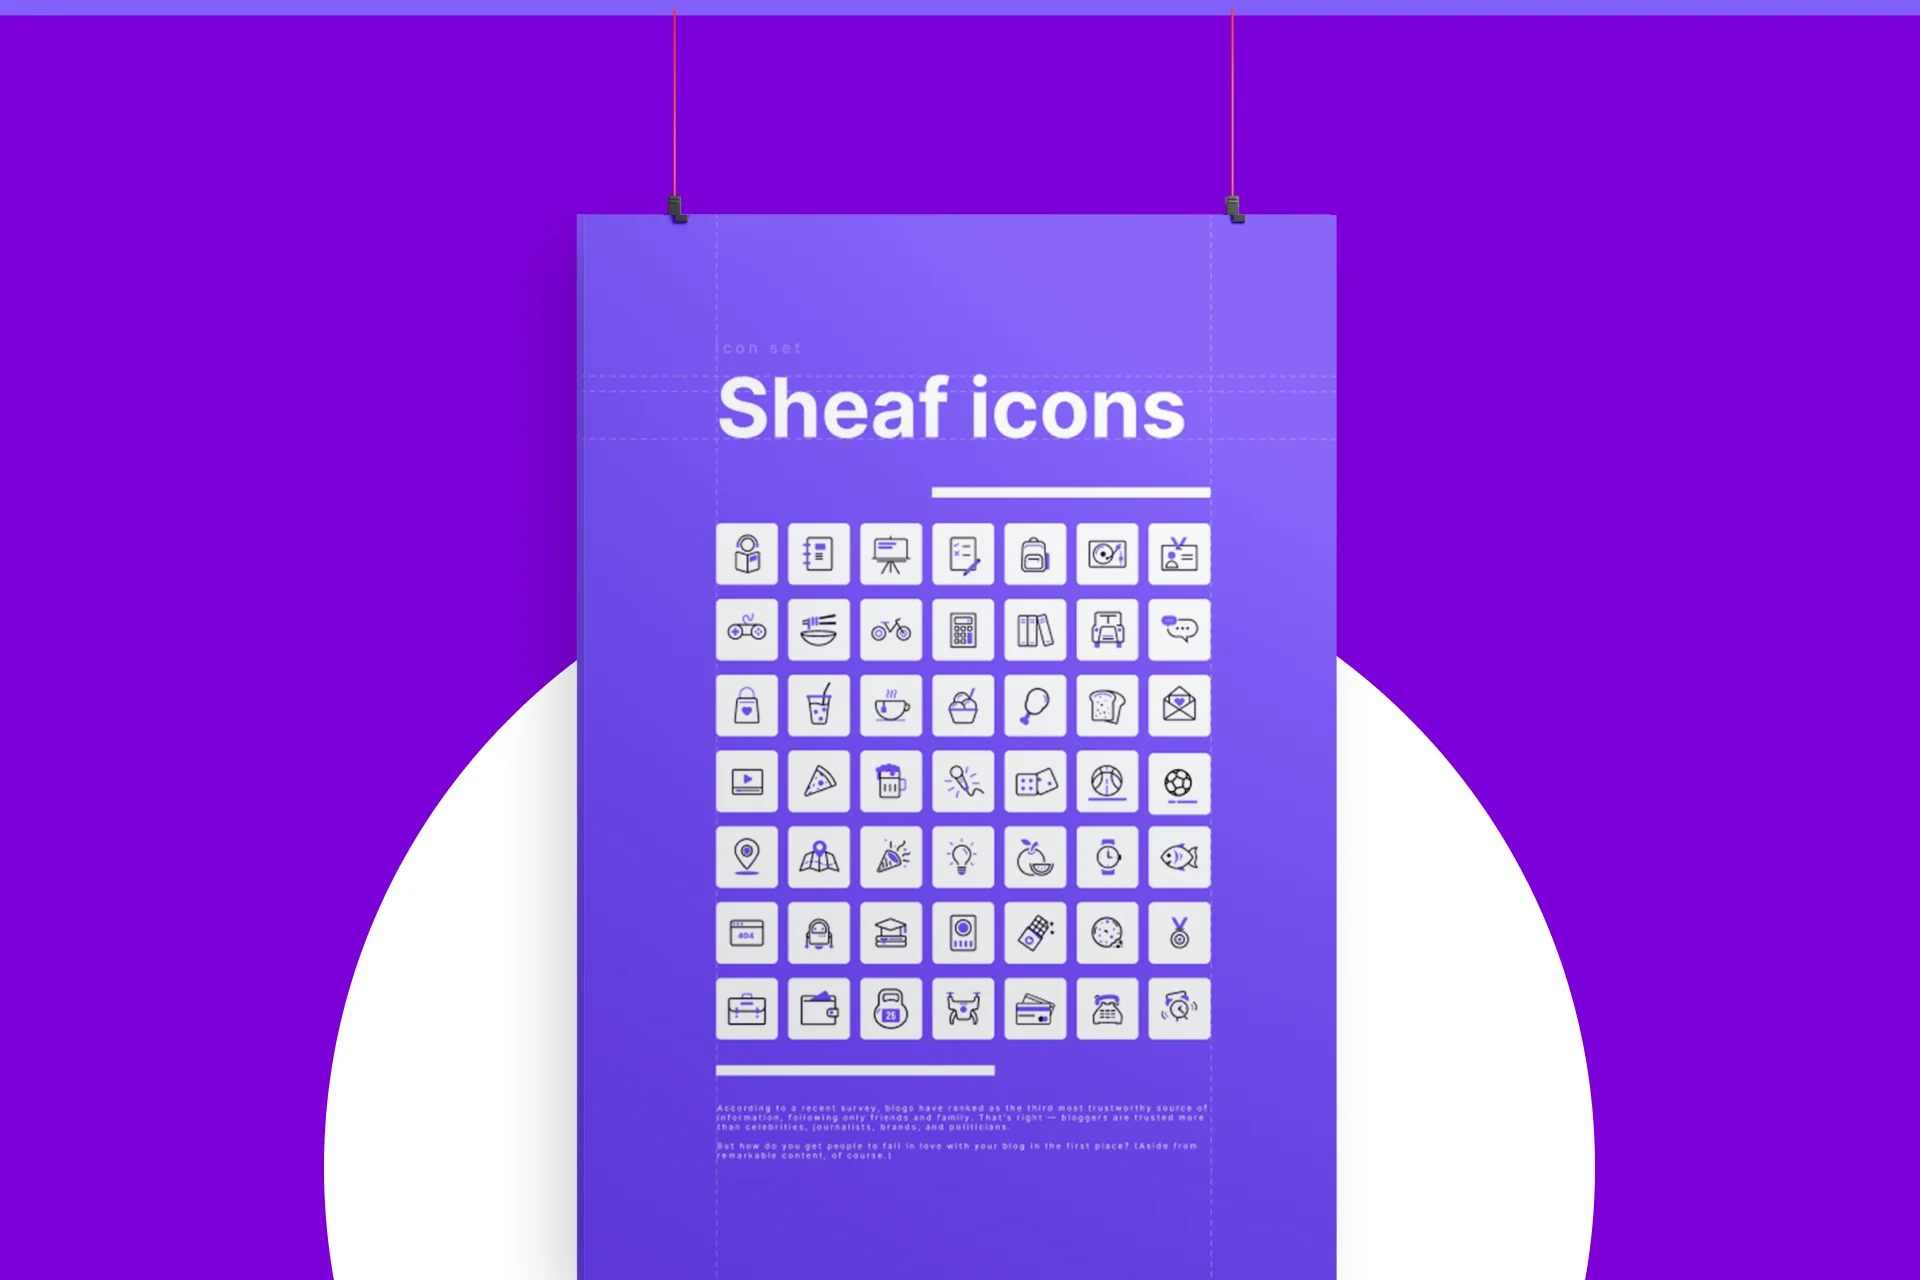 icon set
Sheaf icons
404
25
According to a recent survey, blogs have ranked as the third most trustworthy source of
information, following only friends and family. That's right — bloggers are trusted more
than celebrities, journalists, brands, and politicians.
But how do you get people to fall in love with your blog in the first place? (Aside from
remarkable content, of course.)